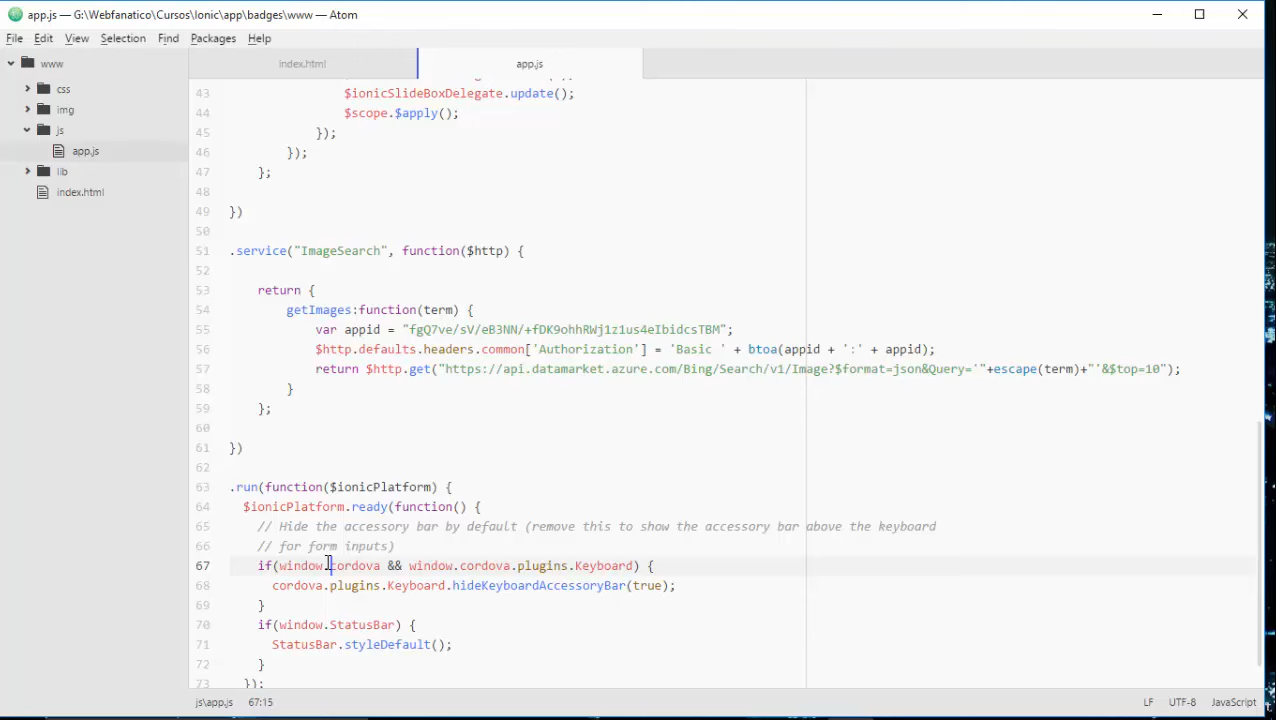 app.js — G:\Webfanatico\Cursos\Ionic\app\badges\www — Atom
File Edit View Selection Find Packages Help
www
css
img
js
app.js
lib
index.html
index.html app.js
43 $ionicSlideBoxDelegate.update();
44 $scope.$apply();
45 });
46 });
47 };
48
49 })
50
51 .service("ImageSearch", function($http) {
52
53 return {
54 getImages:function(term) {
55 var appid = "fgQ7ve/sV/eB3NN/+fDK9ohhRWj1z1us4eIbidcsTBM";
56 $http.defaults.headers.common['Authorization'] = 'Basic ' + btoa(appid + ':' + appid);
57 return $http.get("https://api.datamarket.azure.com/Bing/Search/v1/Image?$format=json&Query='"+escape(term)+"'&$top=10");
58 }
59 };
60
61 })
62
63 .run(function($ionicPlatform) {
64 $ionicPlatform.ready(function() {
65 // Hide the accessory bar by default (remove this to show the accessory bar above the keyboard
66 // for form inputs)
67 if(window.cordova && window.cordova.plugins.Keyboard) {
68 cordova.plugins.Keyboard.hideKeyboardAccessoryBar(true);
69 }
70 if(window.StatusBar) {
71 StatusBar.styleDefault();
72 }
73 });
js\app.js 67:15 LF UTF-8 JavaScript